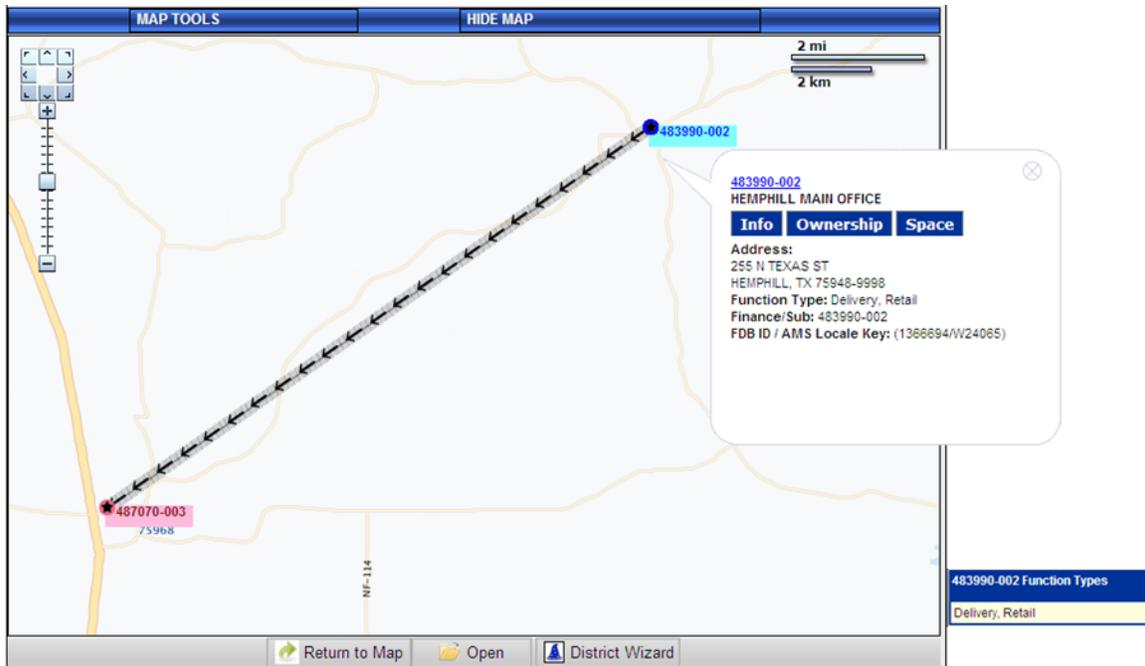 MAP TOOLS HIDE MAP
2 mi
2 km
483990-002
483990-002
HEMPHILL MAIN OFFICE
Info Ownership Space
Address:
255 N TEXAS ST
HEMPHILL, TX 75948-9998
Function Type: Delivery, Retail
Finance/Sub: 483990-002
FDB ID / AMS Locale Key: (1366694/W24065)
487070-003
75968
NF-114
483990-002 Function Types
Delivery, Retail
Return to Map Open District Wizard